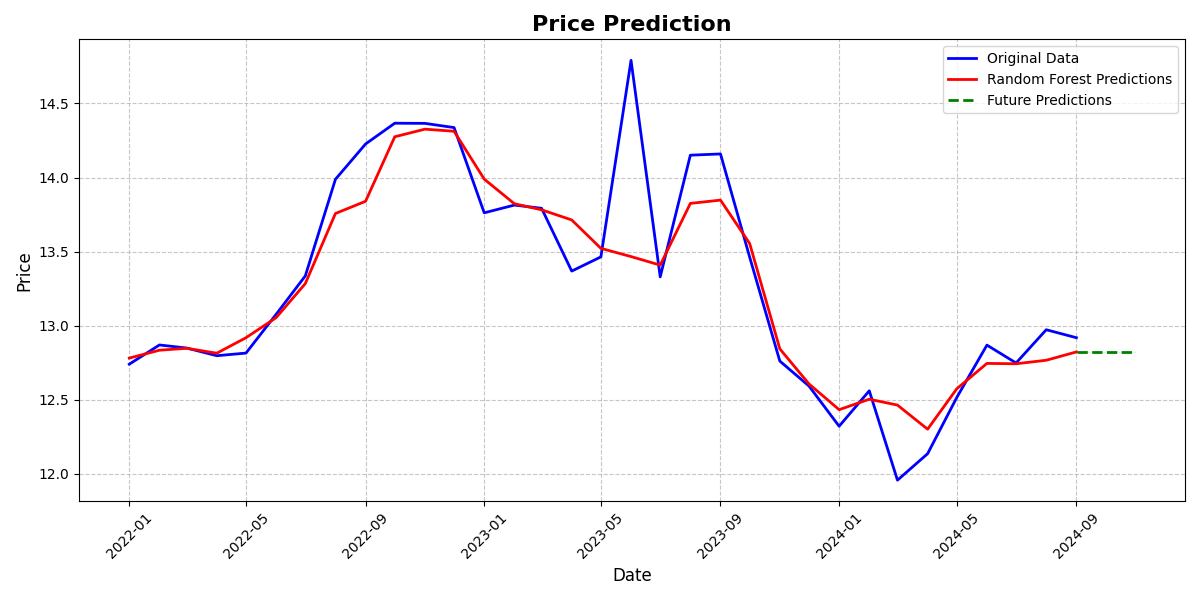 Price Prediction
Original Data
Random Forest Predictions
Future Predictions
Price
14.5
14.0
13.5
13.0
12.5
12.0
2022-01
2022-05
2022-09
2023-01
2023-05
2023-09
2024-01
2024-05
2024-09
Date